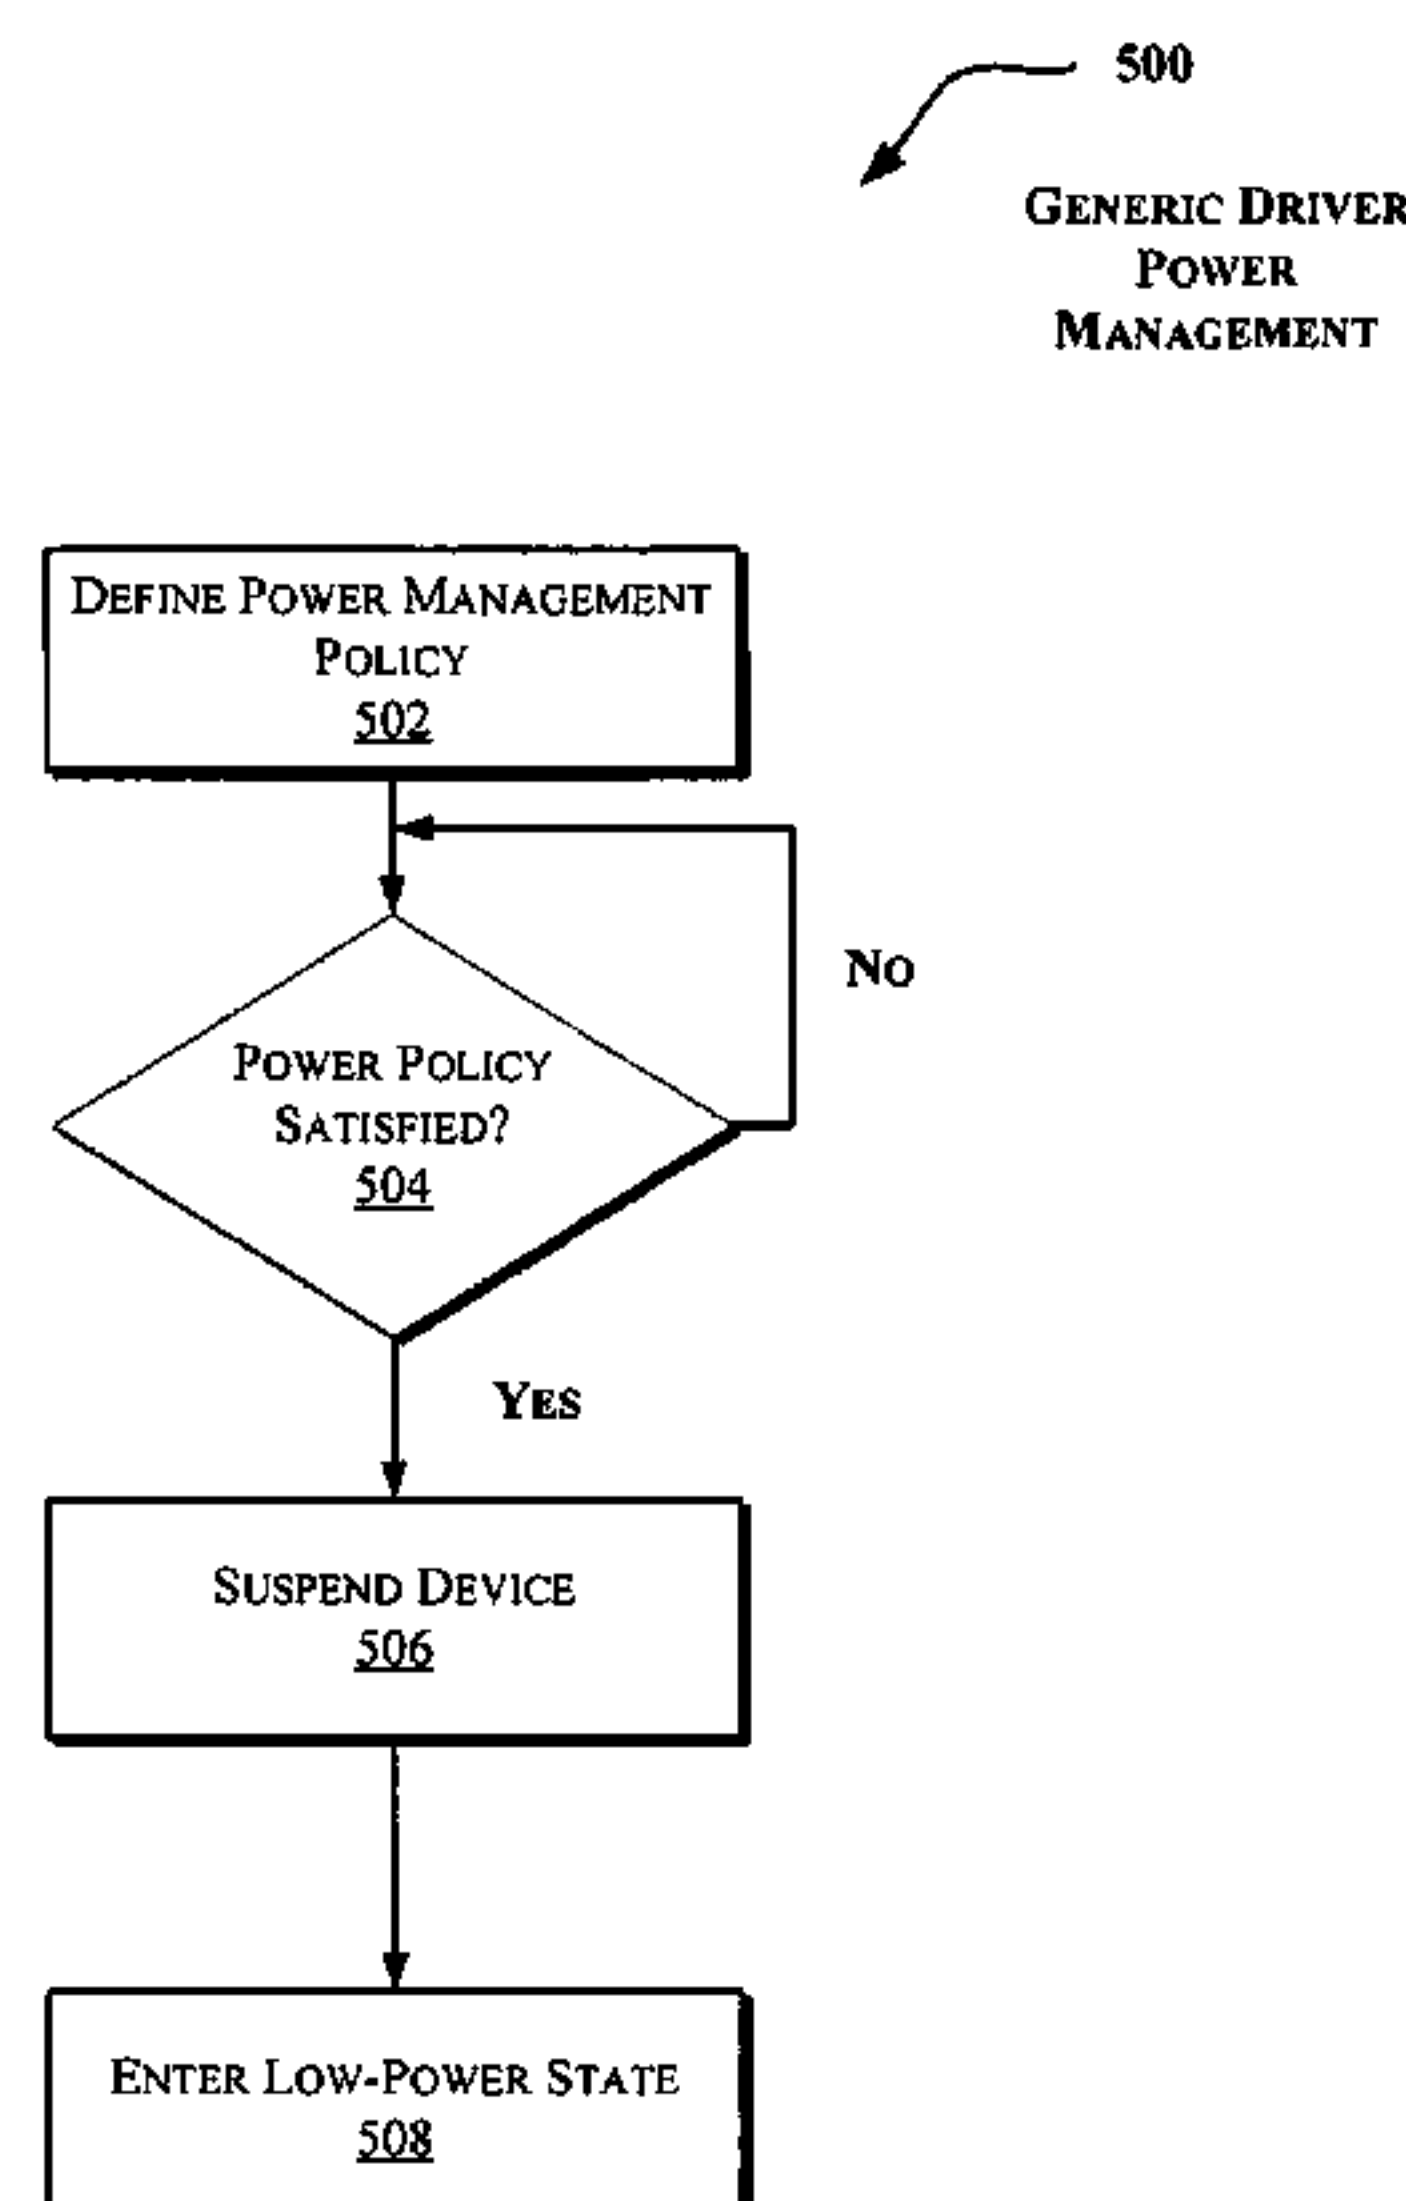 500
GENERIC DRIVER
POWER
MANAGEMENT
DEFINE POWER MANAGEMENT
POLICY
502
NO
POWER POLICY
SATISFIED?
504
YES
SUSPEND DEVICE
506
ENTER LOW-POWER STATE
508